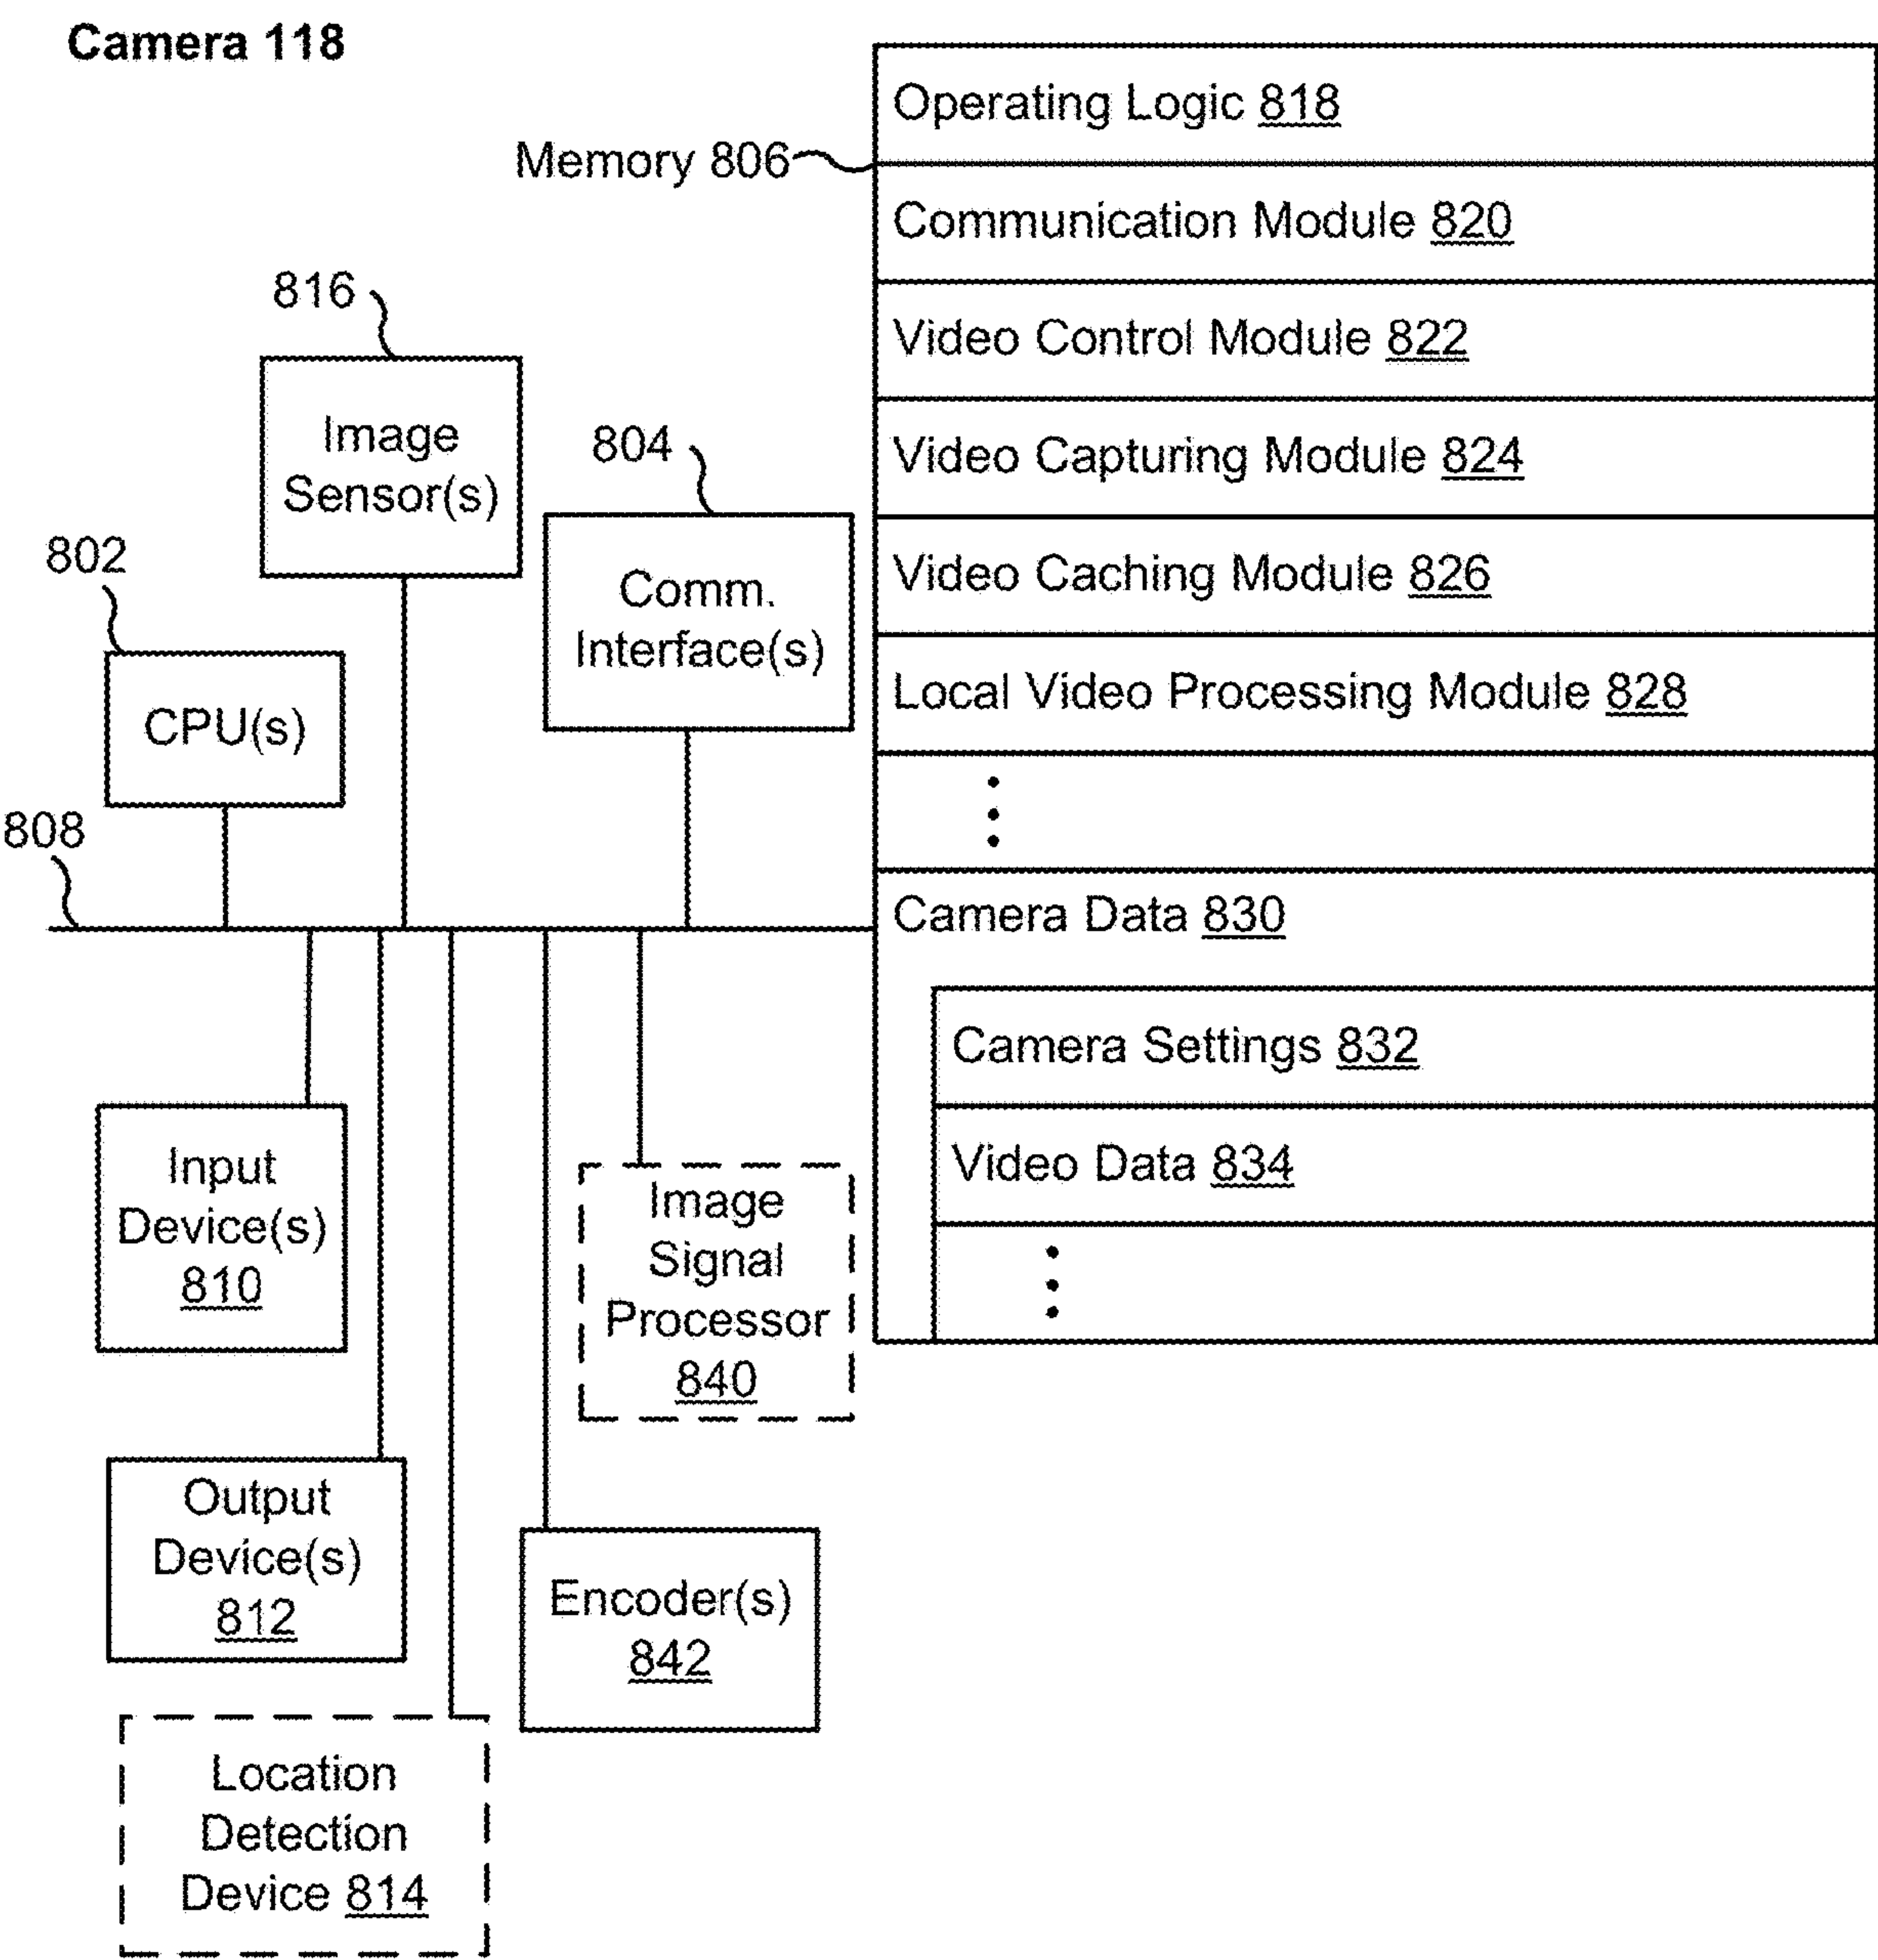 Camera 118
Operating Logic 818
Memory 806
Communication Module 820
816
Video Control Module 822
Image
Sensor(s)
804
Video Capturing Module 824
802
Comm.
Interface(s)
Video Caching Module 826
CPU(s)
Local Video Processing Module 828
808
Camera Data 830
Camera Settings 832
Input
Device(s)
810
Image
Signal
Processor
840
Video Data 834
Output
Device(s)
812
Encoder(s)
842
Location
Detection
Device 814